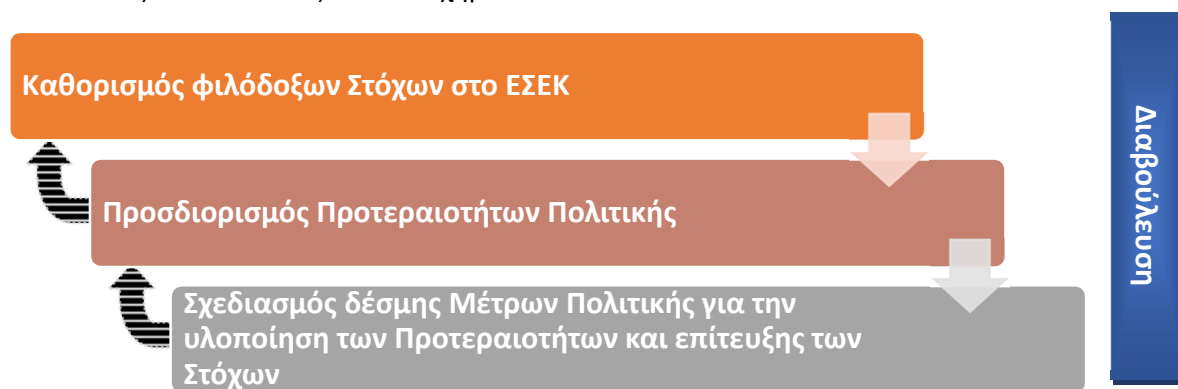 Καθορισμός φιλόδοξων Στόχων στο ΕΣΕΚ
Προσδιορισμός Προτεραιοτήτων Πολιτικής
Σχεδιασμός δέσμης Μέτρων Πολιτικής για την
υλοποίηση των Προτεραιοτήτων και επίτευξης των
Στόχων
Διαβούλευση